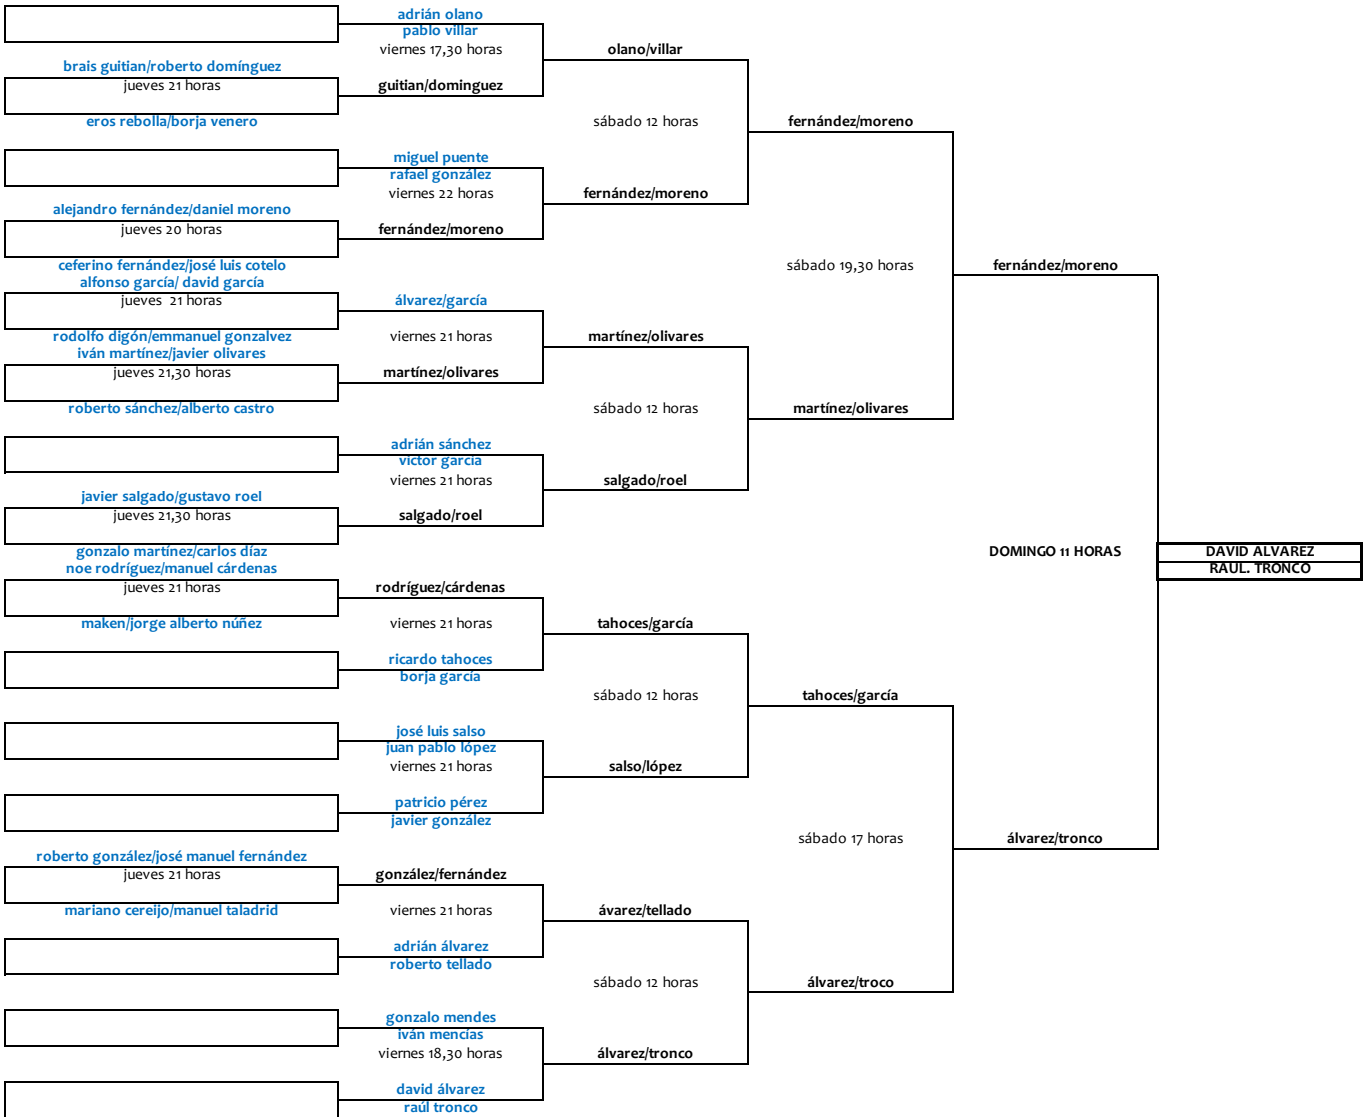 adrián olano
pablo villar
viernes 17,30 horas
olano/villar
brais guitian/roberto domínguez
jueves 21 horas
guitian/dominguez
eros rebolla/borja venero
sábado 12 horas
fernández/moreno
miguel puente
rafael gonzález
viernes 22 horas
fernández/moreno
alejandro fernández/daniel moreno
jueves 20 horas
fernández/moreno
ceferino fernández/josé luis cotelo
sábado 19,30 horas
fernández/moreno
alfonso garcía/ david garcía
jueves  21 horas
álvarez/garcía
rodolfo digón/emmanuel gonzalvez
viernes 21 horas
martínez/olivares
iván martínez/javier olivares
jueves 21,30 horas
martínez/olivares
roberto sánchez/alberto castro
sábado 12 horas
martínez/olivares
adrián sánchez
víctor garcía
viernes 21 horas
salgado/roel
javier salgado/gustavo roel
jueves 21,30 horas
salgado/roel
gonzalo martínez/carlos díaz
DOMINGO 11 HORAS
DAVID ALVAREZ
RAUL. TRONCO
noe rodríguez/manuel cárdenas
jueves 21 horas
rodríguez/cárdenas
maken/jorge alberto núñez
viernes 21 horas
tahoces/garcía
ricardo tahoces
borja garcía
sábado 12 horas
tahoces/garcía
josé luis salso
juan pablo lópez
viernes 21 horas
salso/lópez
patricio pérez
javier gonzález
sábado 17 horas
álvarez/tronco
roberto gonzález/josé manuel fernández
jueves 21 horas
gonzález/fernández
mariano cereijo/manuel taladrid
viernes 21 horas
ávarez/tellado
adrián álvarez
roberto tellado
sábado 12 horas
álvarez/troco
gonzalo mendes
iván mencías
viernes 18,30 horas
álvarez/tronco
david álvarez
raúl tronco